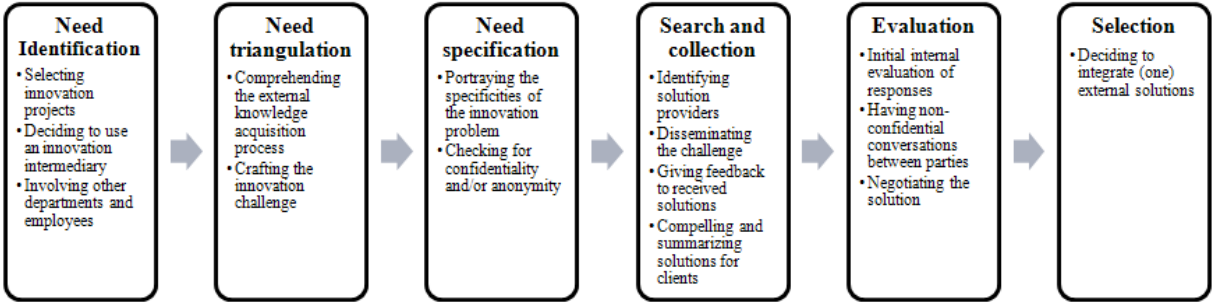 Need
Identification
• Selecting
innovation
projects
• Deciding to use
an innovation
intermediary
• Involving other
departments and
employees
Need
triangulation
• Comprehending
the external
knowledge
acquisition
process
• Crafting the
innovation
challenge
Need
specification
• Portraying the
specificities of
the innovation
problem
• Checking for
confidentiality
and/or anonymity
Search and
collection
• Identifying
solution
providers
• Disseminating
the challenge
• Giving feedback
to received
solutions
• Compelling and
summarizing
solutions for
clients
Evaluation
• Initial internal
evaluation of
responses
• Having non-
confidential
conversations
between parties
• Negotiating the
solution
Selection
• Deciding to
integrate (one)
external solutions